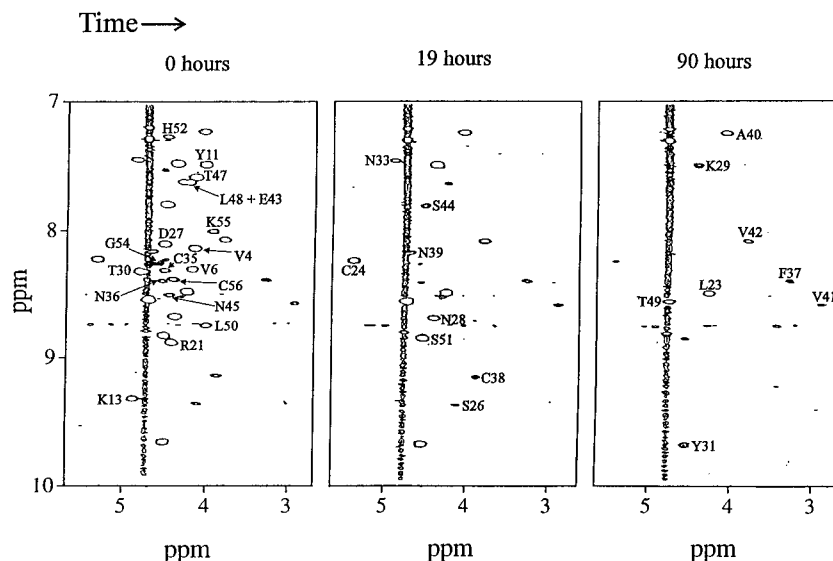 Time →
0 hours
19 hours
90 hours
7
8
9
10
ppm
H52
Y11
T47
L48 + E43
K55
D27
G54
C35
V4
T30
V6
N36
C56
N45
L50
R21
K13
5
4
3
ppm
N33
S44
N39
C24
N28
S51
C38
S26
5
4
3
ppm
A40
K29
V42
L23
F37
T49
V41
Y31
5
4
3
ppm